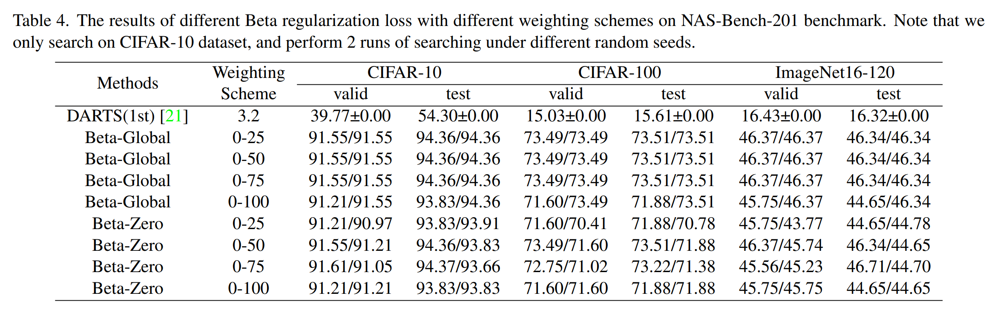 Table 4. The results of different Beta regularization loss with different weighting schemes on NAS-Bench-201 benchmark. Note that we
only search on CIFAR-10 dataset, and perform 2 runs of searching under different random seeds.
Methods Weighting Scheme CIFAR-10 CIFAR-100 ImageNet16-120
valid test valid test valid test
DARTS(1st) [21] 3.2 39.77±0.00 54.30±0.00 15.03±0.00 15.61±0.00 16.43±0.00 16.32±0.00
Beta-Global 0-25 91.55/91.55 94.36/94.36 73.49/73.49 73.51/73.51 46.37/46.37 46.34/46.34
Beta-Global 0-50 91.55/91.55 94.36/94.36 73.49/73.49 73.51/73.51 46.37/46.37 46.34/46.34
Beta-Global 0-75 91.55/91.55 94.36/94.36 73.49/73.49 73.51/73.51 46.37/46.37 46.34/46.34
Beta-Global 0-100 91.21/91.55 93.83/94.36 71.60/73.49 71.88/73.51 45.75/46.37 44.65/46.34
Beta-Zero 0-25 91.21/90.97 93.83/93.91 71.60/70.41 71.88/70.78 45.75/43.77 44.65/44.78
Beta-Zero 0-50 91.55/91.21 94.36/93.83 73.49/71.60 73.51/71.88 46.37/45.74 46.34/44.65
Beta-Zero 0-75 91.61/91.05 94.37/93.66 72.75/71.02 73.22/71.38 45.56/45.23 46.71/44.70
Beta-Zero 0-100 91.21/91.21 93.83/93.83 71.60/71.60 71.88/71.88 45.75/45.75 44.65/44.65